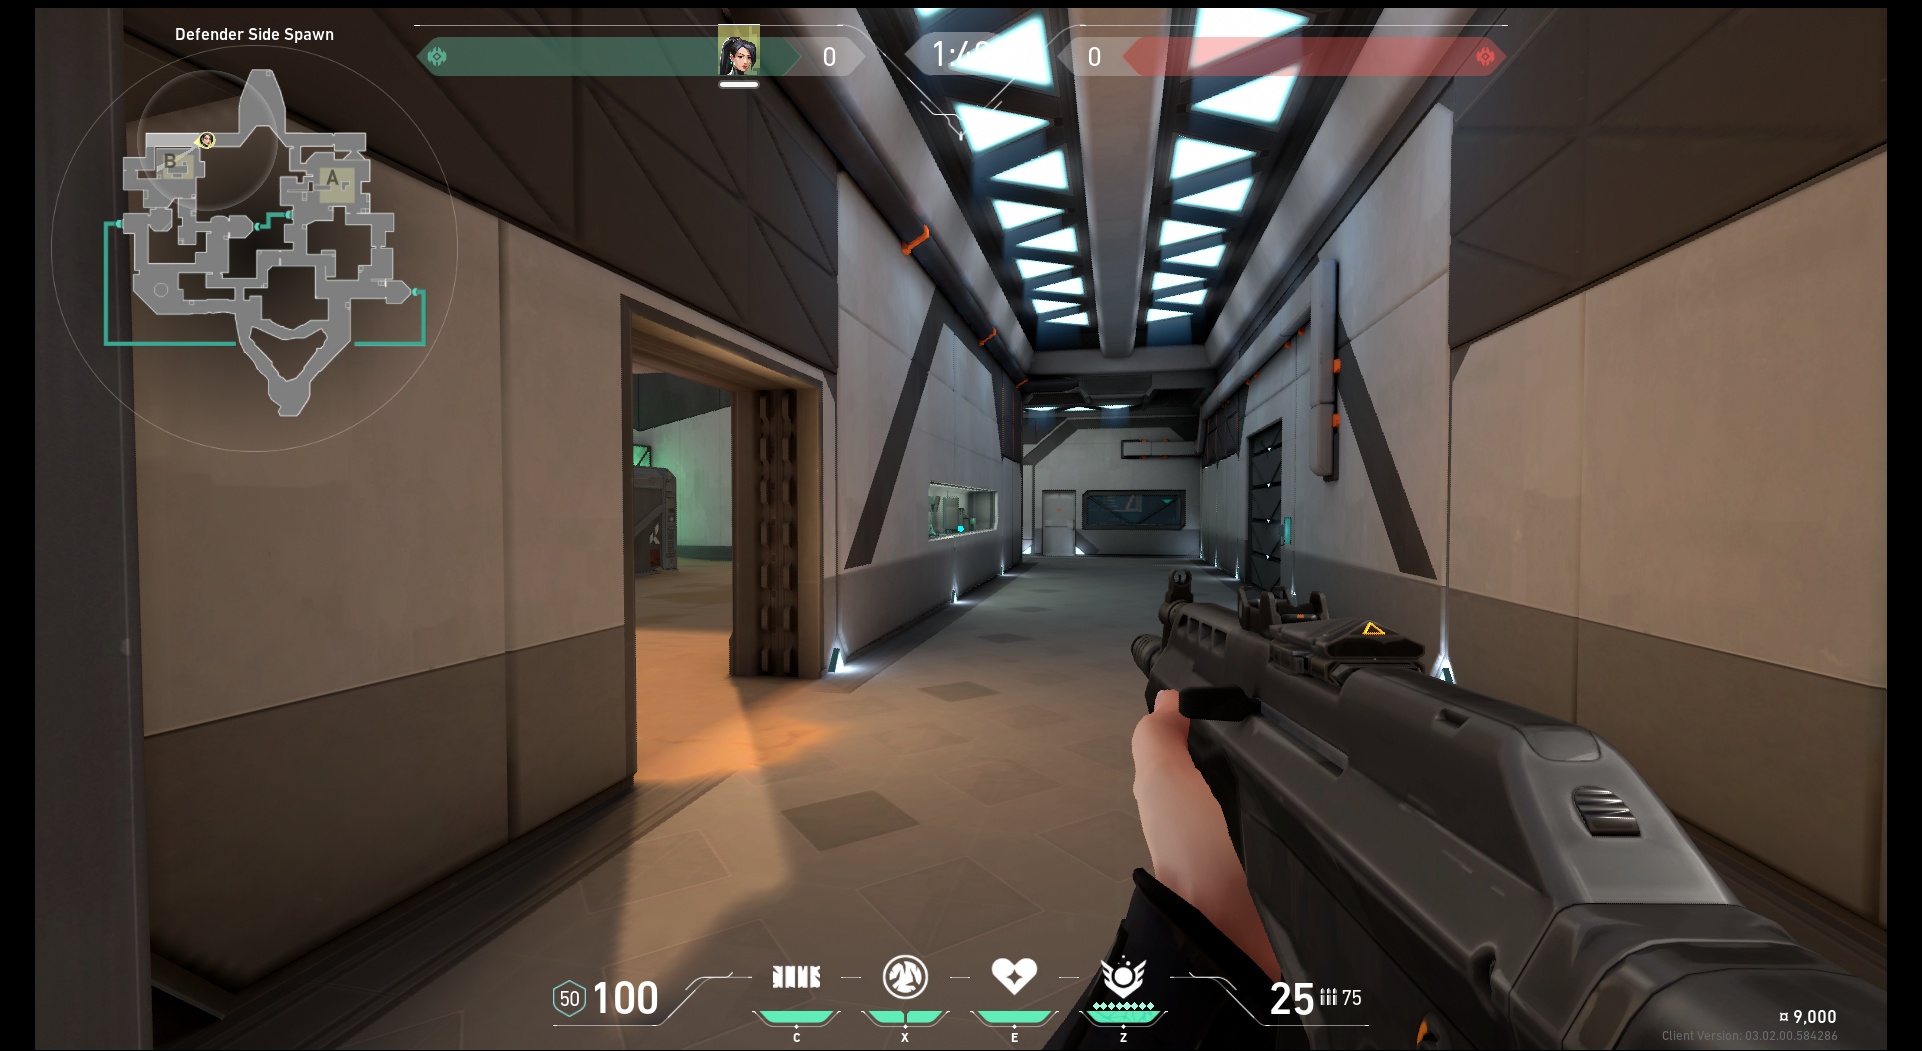 Defender Side Spawn
0
0
B
A
50 100
25 75
C X E Z
¤ 9,000
Client Version: 03.02.00.584286